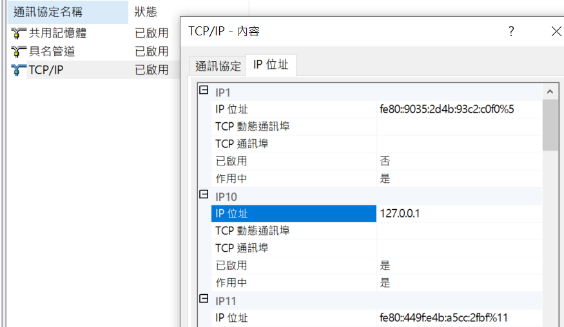 通訊協定名稱 狀態
共用記憶體 已啟用
具名管道 已啟用
TCP/IP 已啟用
TCP/IP - 內容 ? ×
通訊協定 IP 位址
IP1
IP 位址 fe80::9035:2d4b:93c2:c0f0%5
TCP 動態通訊埠
TCP 通訊埠
已啟用 否
作用中 是
IP10
IP 位址 127.0.0.1
TCP 動態通訊埠
TCP 通訊埠
已啟用 是
作用中 是
IP11
IP 位址 fe80::449f:e4b:a5cc:2fbf%11